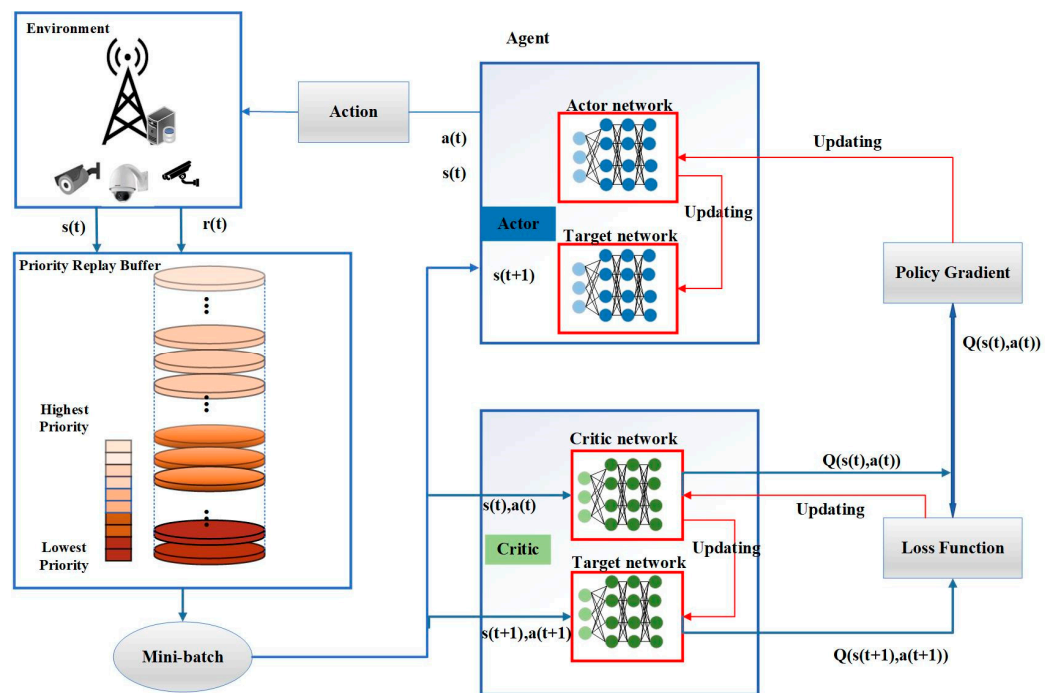 Environment
Agent
Action
a(t)
s(t)
Actor network
Updating
Updating
Actor
Target network
s(t+1)
s(t)
r(t)
Priority Replay Buffer
Policy Gradient
Q(s(t),a(t))
Highest
Priority
Lowest
Priority
Critic network
Q(s(t),a(t))
s(t),a(t)
Updating
Updating
Critic
Loss Function
Target network
s(t+1),a(t+1)
Q(s(t+1),a(t+1))
Mini-batch